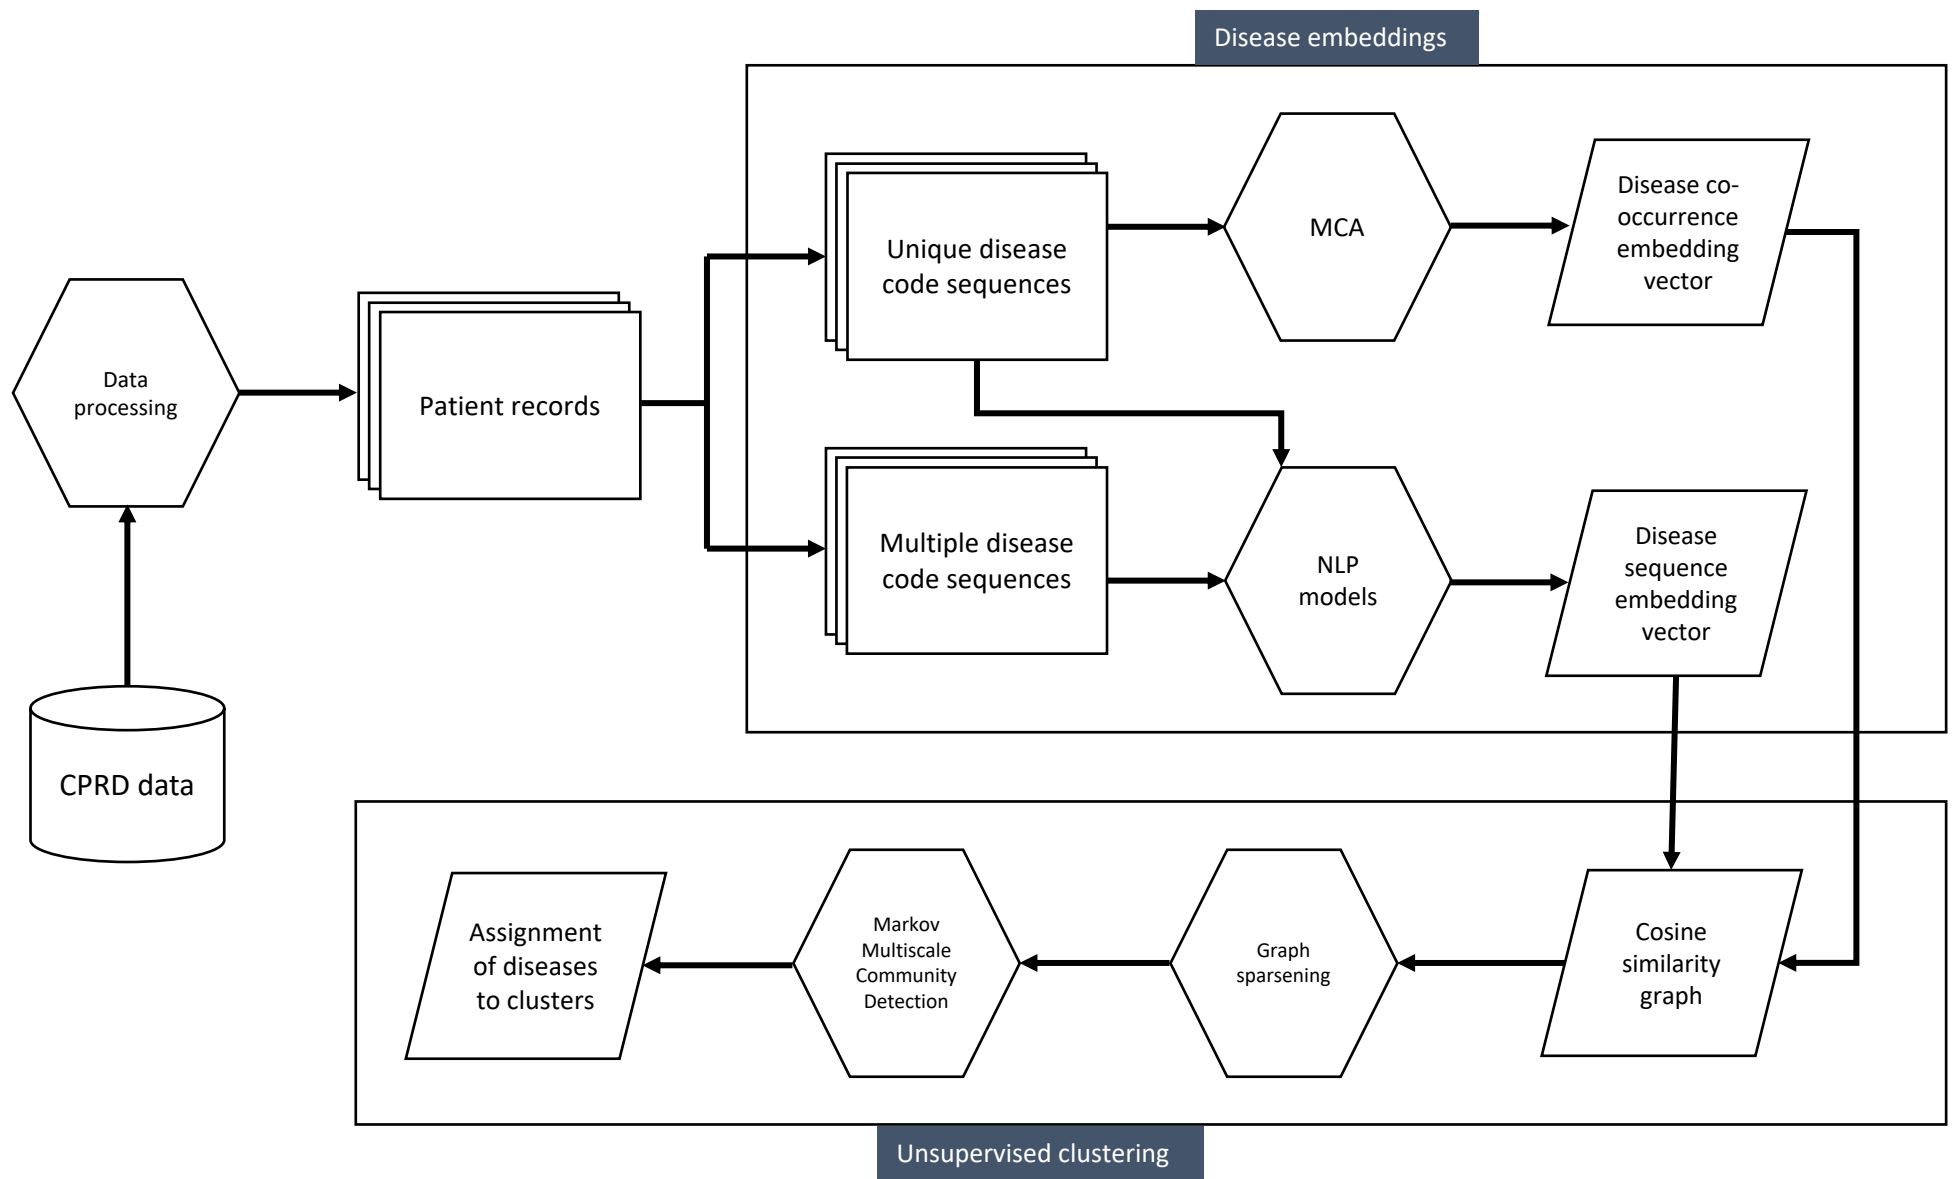 Disease embeddings
Unique disease
code sequences
MCA
Disease co-
occurrence
embedding
vector
Data
processing
Patient records
Multiple disease
code sequences
NLP
models
Disease
sequence
embedding
vector
CPRD data
Assignment
of diseases
to clusters
Markov
Multiscale
Community
Detection
Graph
sparsening
Cosine
similarity
graph
Unsupervised clustering